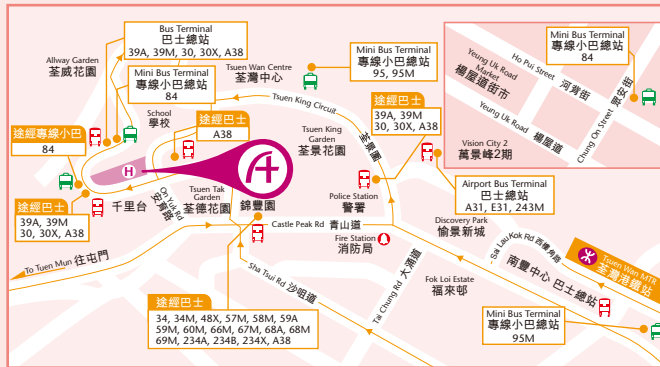 Bus Terminal
巴士總站
39A, 39M, 30, 30X, A38
Allway Garden
荃威花園
Mini Bus Terminal
專線小巴總站
84
Tsuen Wan Centre
荃灣中心
Mini Bus Terminal
專線小巴總站
95, 95M
Mini Bus Terminal
專線小巴總站
84
Yeung Uk Road
Market
楊屋道街市
Ho Pui Street 河背街
Yeung Uk Road 楊屋道
Chung On Street 眾安街
School
學校
途經巴士
A38
Tsuen King Circuit
荃景圍
Tsuen King
Garden
荃景花園
途經巴士
39A, 39M
30, 30X, A38
Vision City 2
萬景峰2期
途經專線小巴
84
H
途經巴士
39A, 39M
30, 30X, A38
千里台
On Yuk Rd
安育路
Tsuen Tak
Garden
荃德花園
錦豐園
Police Station
警署
Airport Bus Terminal
巴士總站
A31, E31, 243M
Castle Peak Rd 青山道
Fire Station
消防局
Discovery Park
愉景新城
Sai Lau Kok Rd 西樓角路
Tsuen Wan MTR
荃灣港鐵站
To Tuen Mun 往屯門
Sha Tsui Rd 沙咀道
Tai Chung Rd 大涌道
Fok Loi Estate
福來邨
南豐中心 巴士總站
途經巴士
34, 34M, 48X, 57M, 58M, 59A
59M, 60M, 66M, 67M, 68A, 68M
69M, 234A, 234B, 234X, A38
Mini Bus Terminal
專線小巴總站
95M